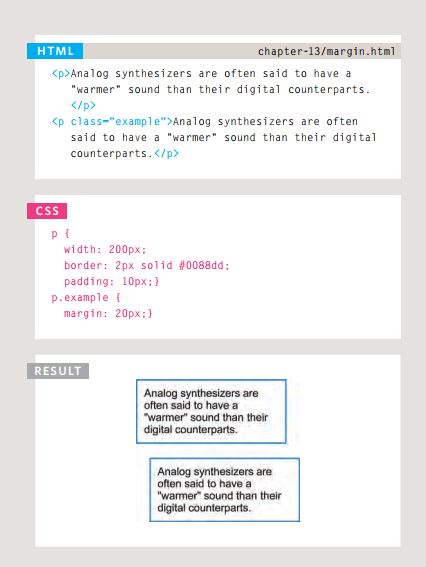 HTML
chapter-13/margin.html
<p>Analog synthesizers are often said to have a
"warmer" sound than their digital counterparts.
</p>
<p class="example">Analog synthesizers are often
said to have a "warmer" sound than their digital
counterparts.</p>
CSS
p {
width: 200px;
border: 2px solid #0088dd;
padding: 10px;}
p.example {
margin: 20px;}
RESULT
Analog synthesizers are
often said to have a
"warmer" sound than their
digital counterparts.
Analog synthesizers are
often said to have a
"warmer" sound than their
digital counterparts.